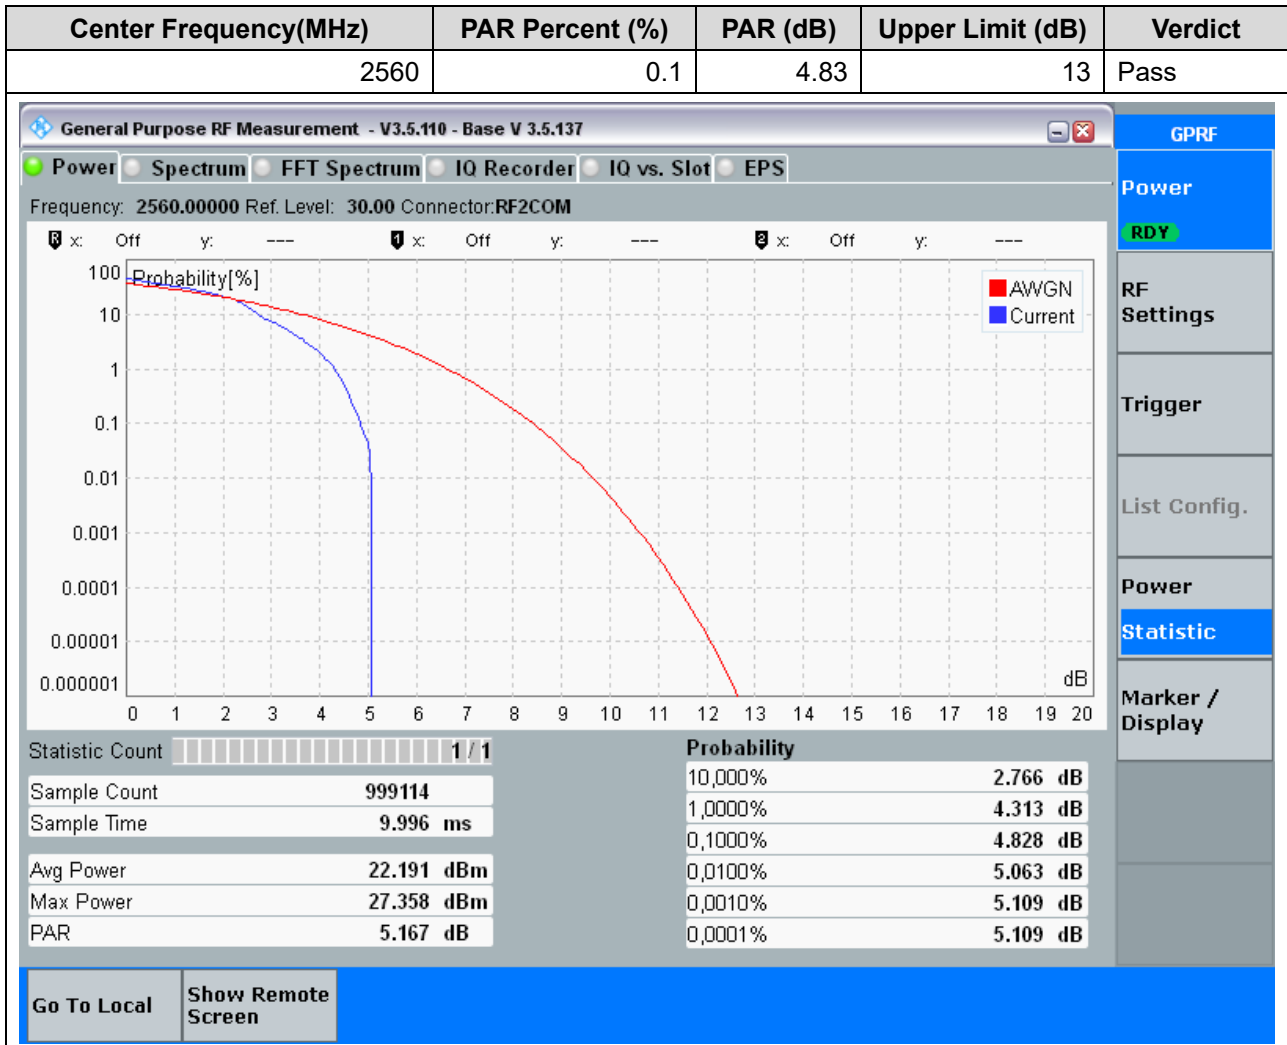 Center Frequency(MHz) PAR Percent (%) PAR (dB) Upper Limit (dB) Verdict
2560 0.1 4.83 13 Pass
General Purpose RF Measurement - V3.5.110 - Base V 3.5.137
GPRF
Power Spectrum FFT Spectrum IQ Recorder IQ vs. Slot EPS
Frequency: 2560.00000 Ref. Level: 30.00 Connector:RF2COM
R x: Off y: --- 1 x: Off y: --- 2 x: Off y: ---
Probability[%]
AWGN
Current
100
10
1
0.1
0.01
0.001
0.0001
0.00001
0.000001
dB
0 1 2 3 4 5 6 7 8 9 10 11 12 13 14 15 16 17 18 19 20
Statistic Count 1 / 1
Sample Count 999114
Sample Time 9.996 ms
Avg Power 22.191 dBm
Max Power 27.358 dBm
PAR 5.167 dB
Probability
10,000% 2.766 dB
1,0000% 4.313 dB
0,1000% 4.828 dB
0,0100% 5.063 dB
0,0010% 5.109 dB
0,0001% 5.109 dB
Power
RDY
RF
Settings
Trigger
List Config.
Power
Statistic
Marker /
Display
Go To Local
Show Remote
Screen